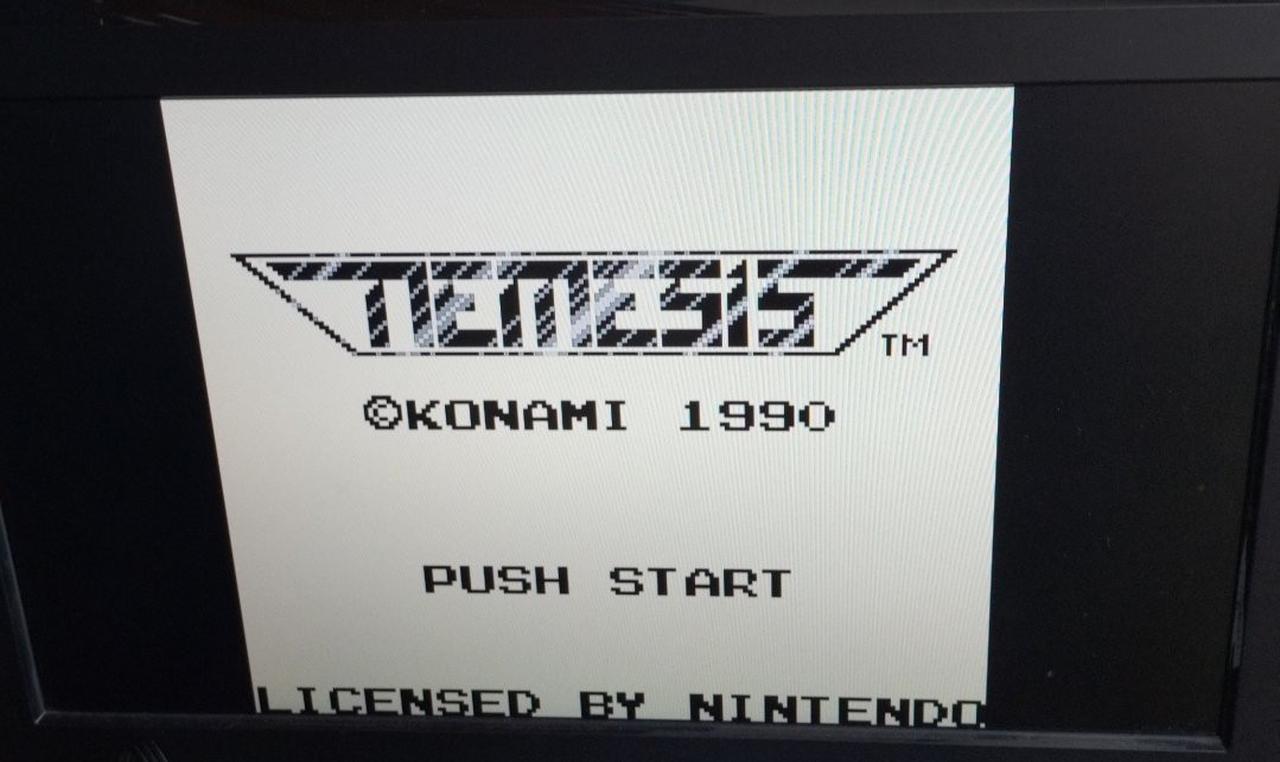 NEMESIS TM
©KONAMI 1990
PUSH START
LICENSED BY NINTENDO